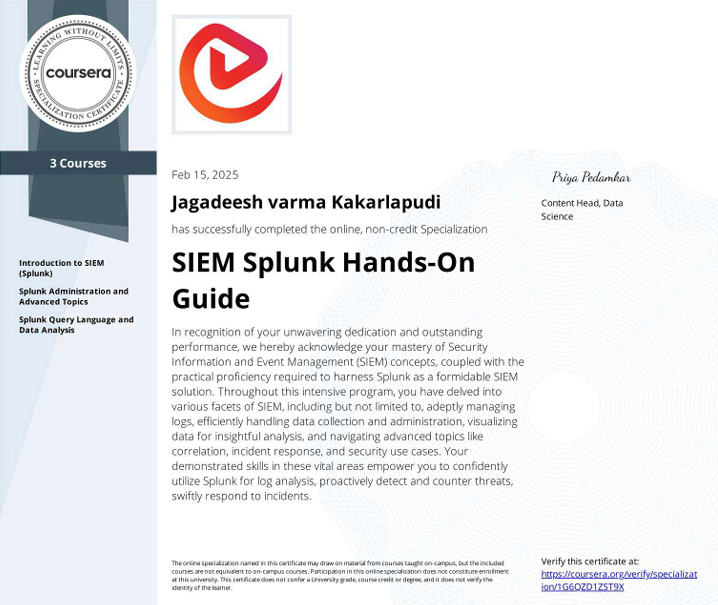 LEARNING WITHOUT LIMITS
coursera
SPECIALIZATION CERTIFICATE
3 Courses
Introduction to SIEM
(Splunk)
Splunk Administration and
Advanced Topics
Splunk Query Language and
Data Analysis
Feb 15, 2025
Jagadeesh varma Kakarlapudi
has successfully completed the online, non-credit Specialization
SIEM Splunk Hands-On
Guide
In recognition of your unwavering dedication and outstanding
performance, we hereby acknowledge your mastery of Security
Information and Event Management (SIEM) concepts, coupled with the
practical proficiency required to harness Splunk as a formidable SIEM
solution. Throughout this intensive program, you have delved into
various facets of SIEM, including but not limited to, adeptly managing
logs, efficiently handling data collection and administration, visualizing
data for insightful analysis, and navigating advanced topics like
correlation, incident response, and security use cases. Your
demonstrated skills in these vital areas empower you to confidently
utilize Splunk for log analysis, proactively detect and counter threats,
swiftly respond to incidents.
Priya Pedamkar
Content Head, Data
Science
The online specialization named in this certificate may draw on material from courses taught on-campus, but the included
courses are not equivalent to on-campus courses. Participation in this online specialization does not constitute enrollment
at this university. This certificate does not confer a University grade, course credit or degree, and it does not verify the
identity of the learner.
Verify this certificate at:
https://coursera.org/verify/specializat
ion/1G6QZD1ZST9X